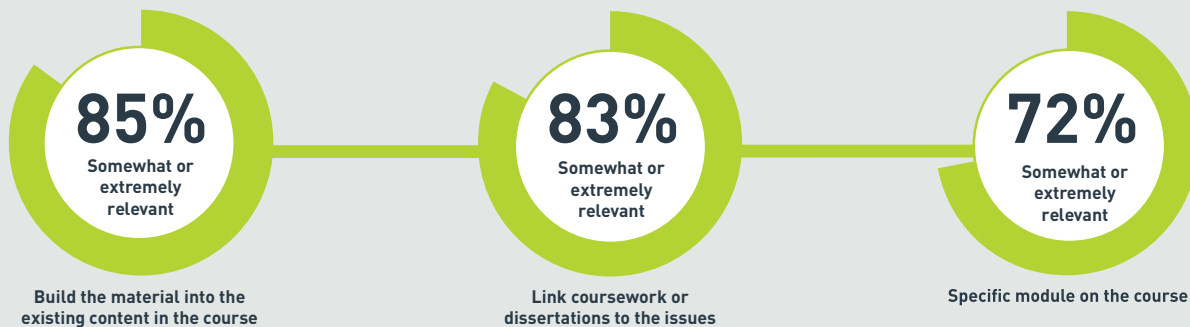 85%
Somewhat or
extremely
relevant
Build the material into the
existing content in the course
83%
Somewhat or
extremely
relevant
Link coursework or
dissertations to the issues
72%
Somewhat or
extremely
relevant
Specific module on the course